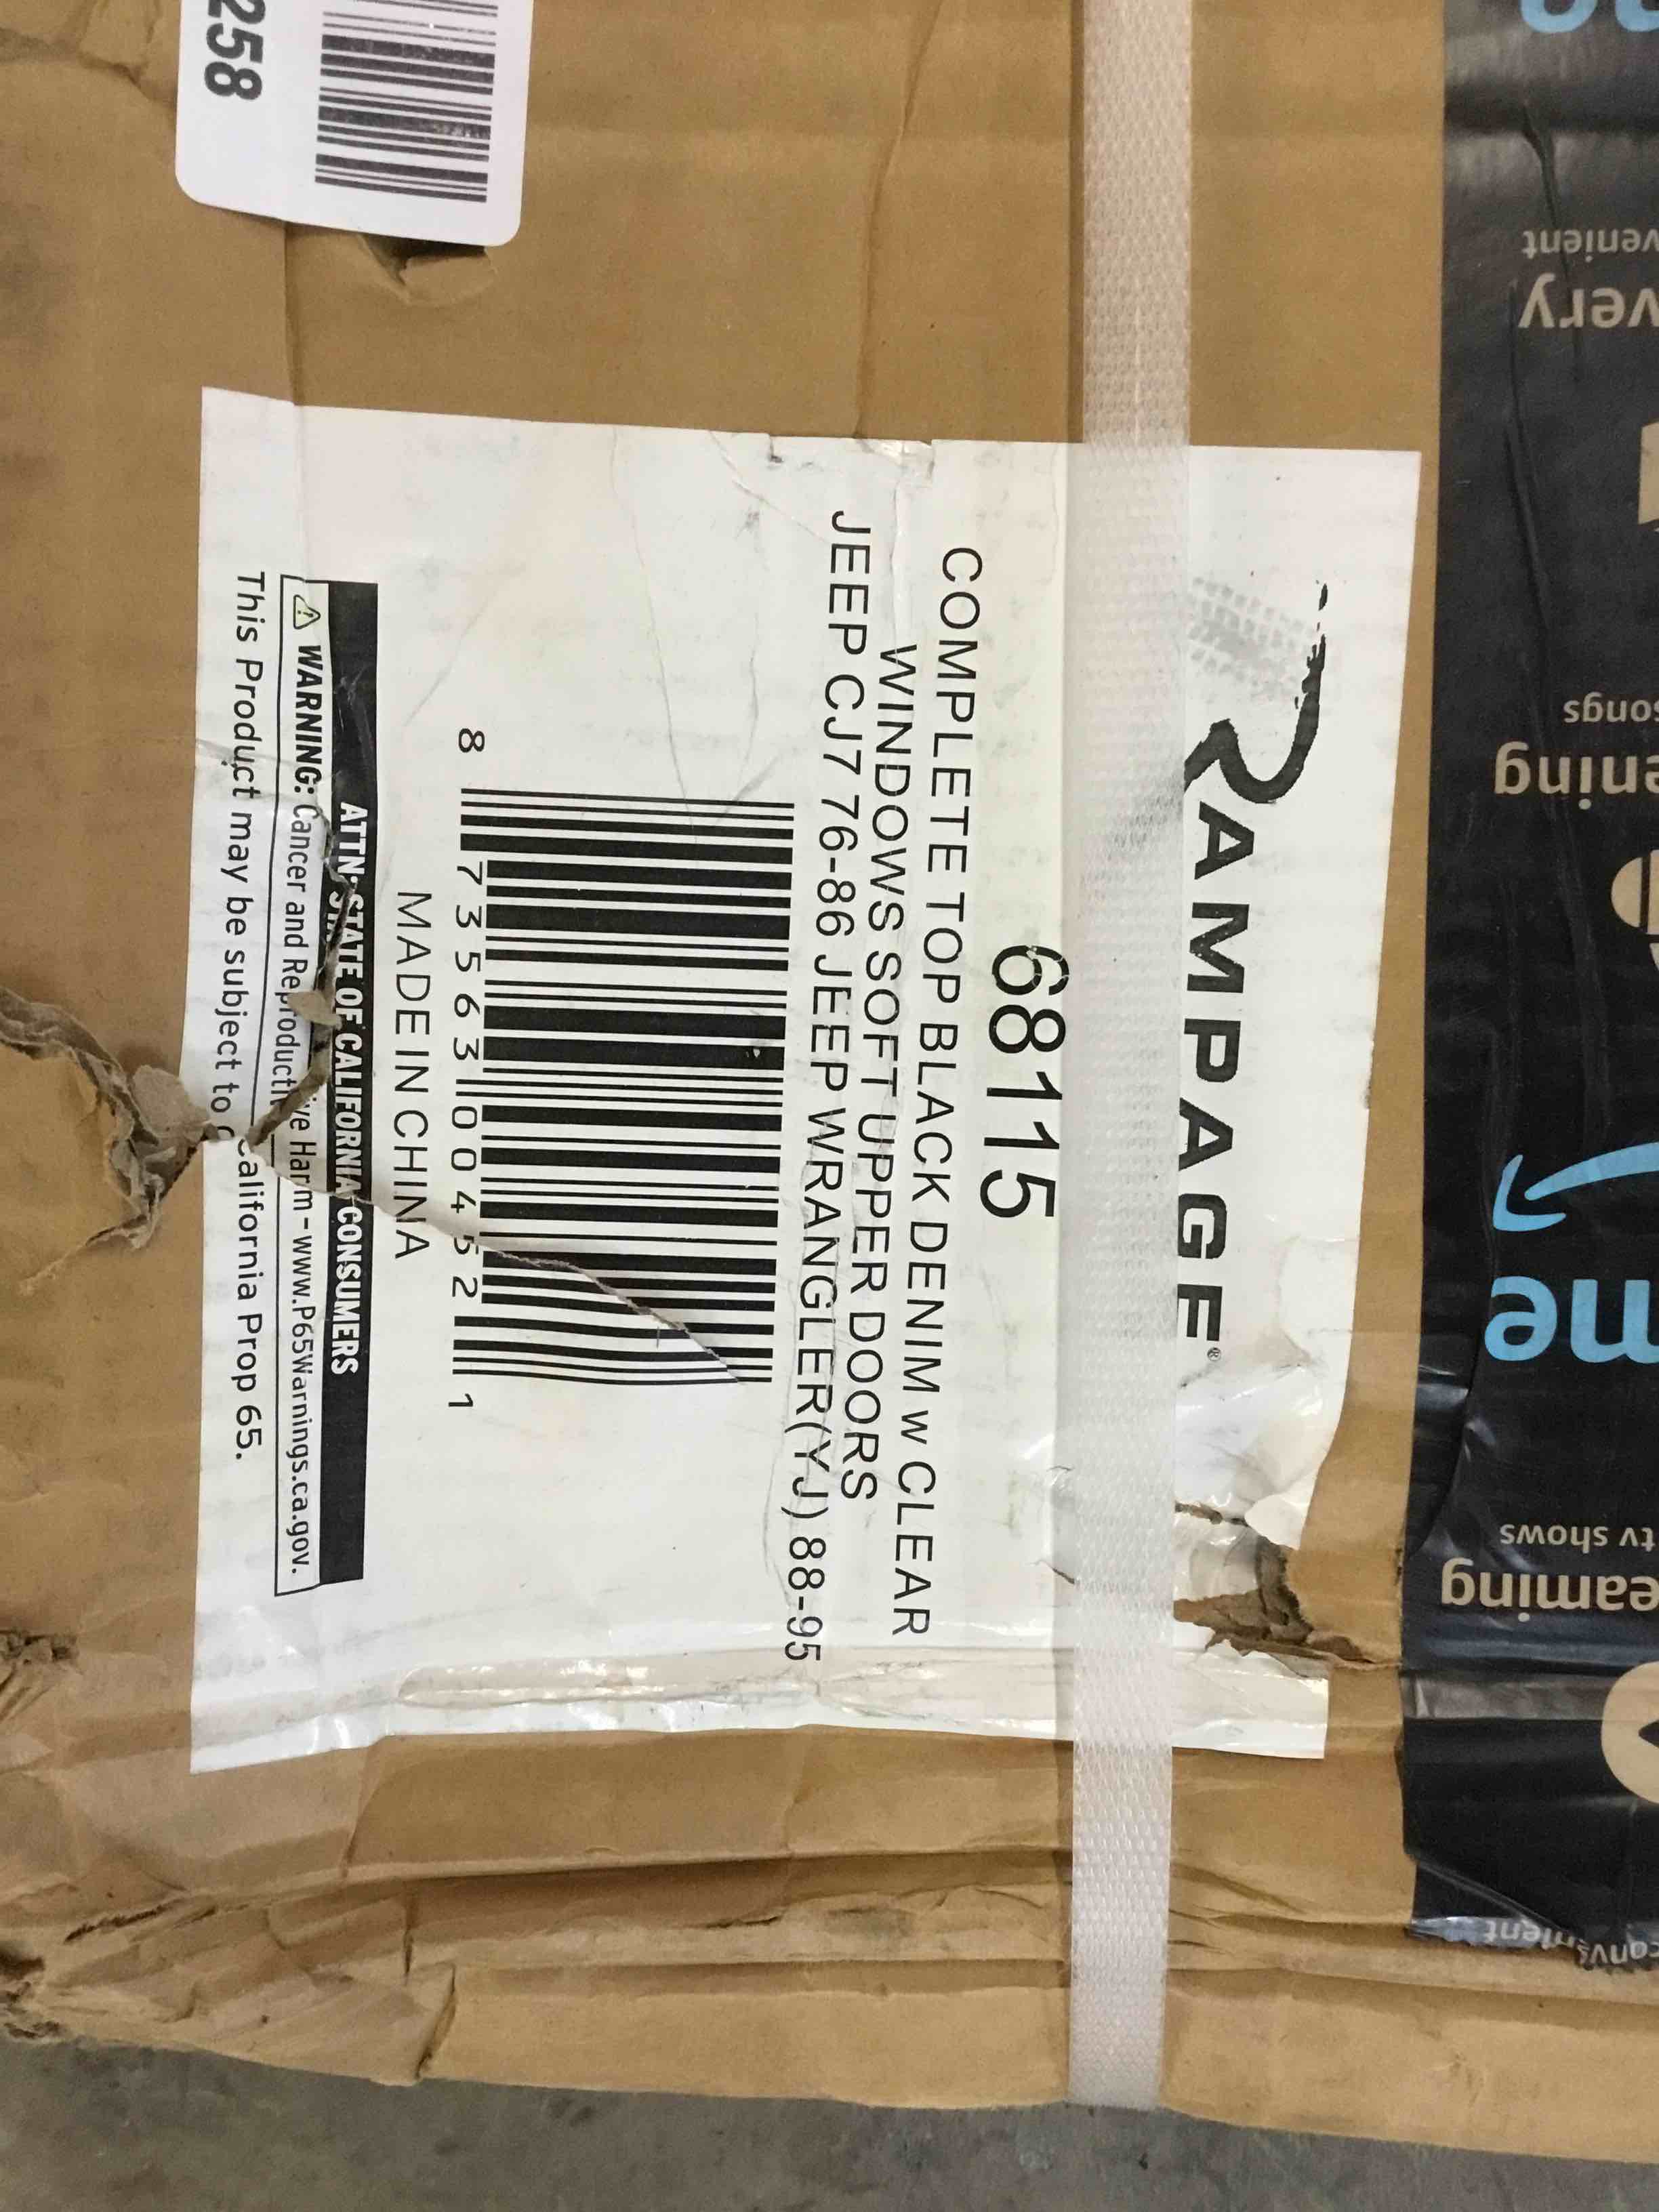 RAMPAGE®
68115
COMPLETE TOP BLACK DENIM w CLEAR
WINDOWS SOFT UPPER DOORS
JEEP CJ7 76-86 JEEP WRANGLER(YJ) 88-95
8 73563 00452 1
MADE IN CHINA
ATTN: STATE OF CALIFORNIA CONSUMERS
⚠ WARNING: Cancer and Reproductive Harm - www.P65Warnings.ca.gov.
This Product may be subject to California Prop 65.
258
venient
very
songs
ening
me
tv shows
eaming
convenient